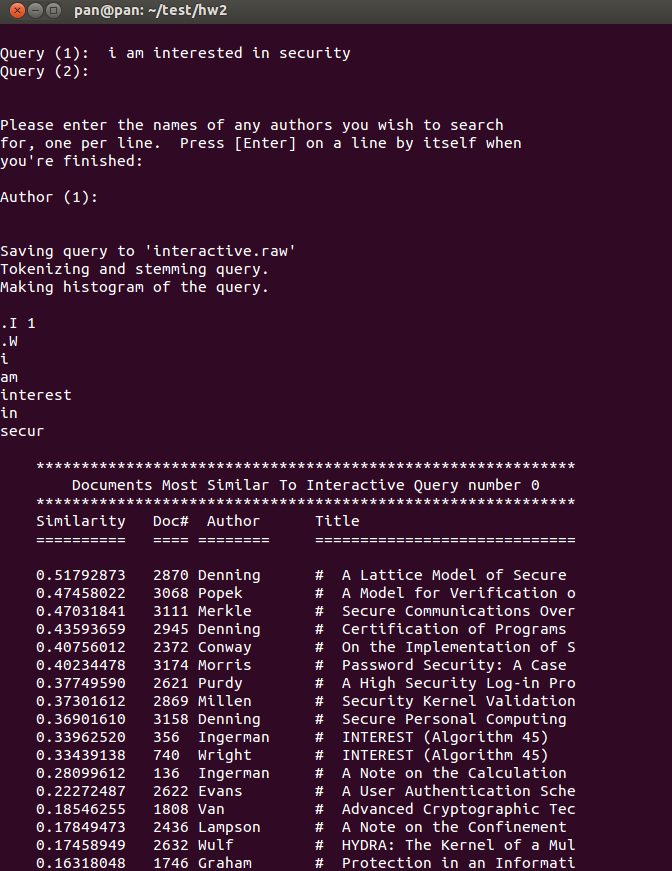 pan@pan: ~/test/hw2
Query (1):  i am interested in security
Query (2):
Please enter the names of any authors you wish to search
for, one per line.  Press [Enter] on a line by itself when
you're finished:
Author (1):
Saving query to 'interactive.raw'
Tokenizing and stemming query.
Making histogram of the query.
.I 1
.W
i
am
interest
in
secur
************************************************************
Documents Most Similar To Interactive Query number 0
************************************************************
Similarity   Doc#  Author      Title
==========   ==== ========     =============================
0.51792873   2870 Denning      #  A Lattice Model of Secure
0.47458022   3068 Popek        #  A Model for Verification o
0.47031841   3111 Merkle       #  Secure Communications Over
0.43593659   2945 Denning      #  Certification of Programs
0.40756012   2372 Conway       #  On the Implementation of S
0.40234478   3174 Morris       #  Password Security: A Case
0.37749590   2621 Purdy        #  A High Security Log-in Pro
0.37301612   2869 Millen       #  Security Kernel Validation
0.36901610   3158 Denning      #  Secure Personal Computing
0.33962520   356  Ingerman     #  INTEREST (Algorithm 45)
0.33439138   740  Wright       #  INTEREST (Algorithm 45)
0.28099612   136  Ingerman     #  A Note on the Calculation
0.22272487   2622 Evans        #  A User Authentication Sche
0.18546255   1808 Van          #  Advanced Cryptographic Tec
0.17849473   2436 Lampson      #  A Note on the Confinement
0.17458949   2632 Wulf         #  HYDRA: The Kernel of a Mul
0.16318048   1746 Graham       #  Protection in an Informati